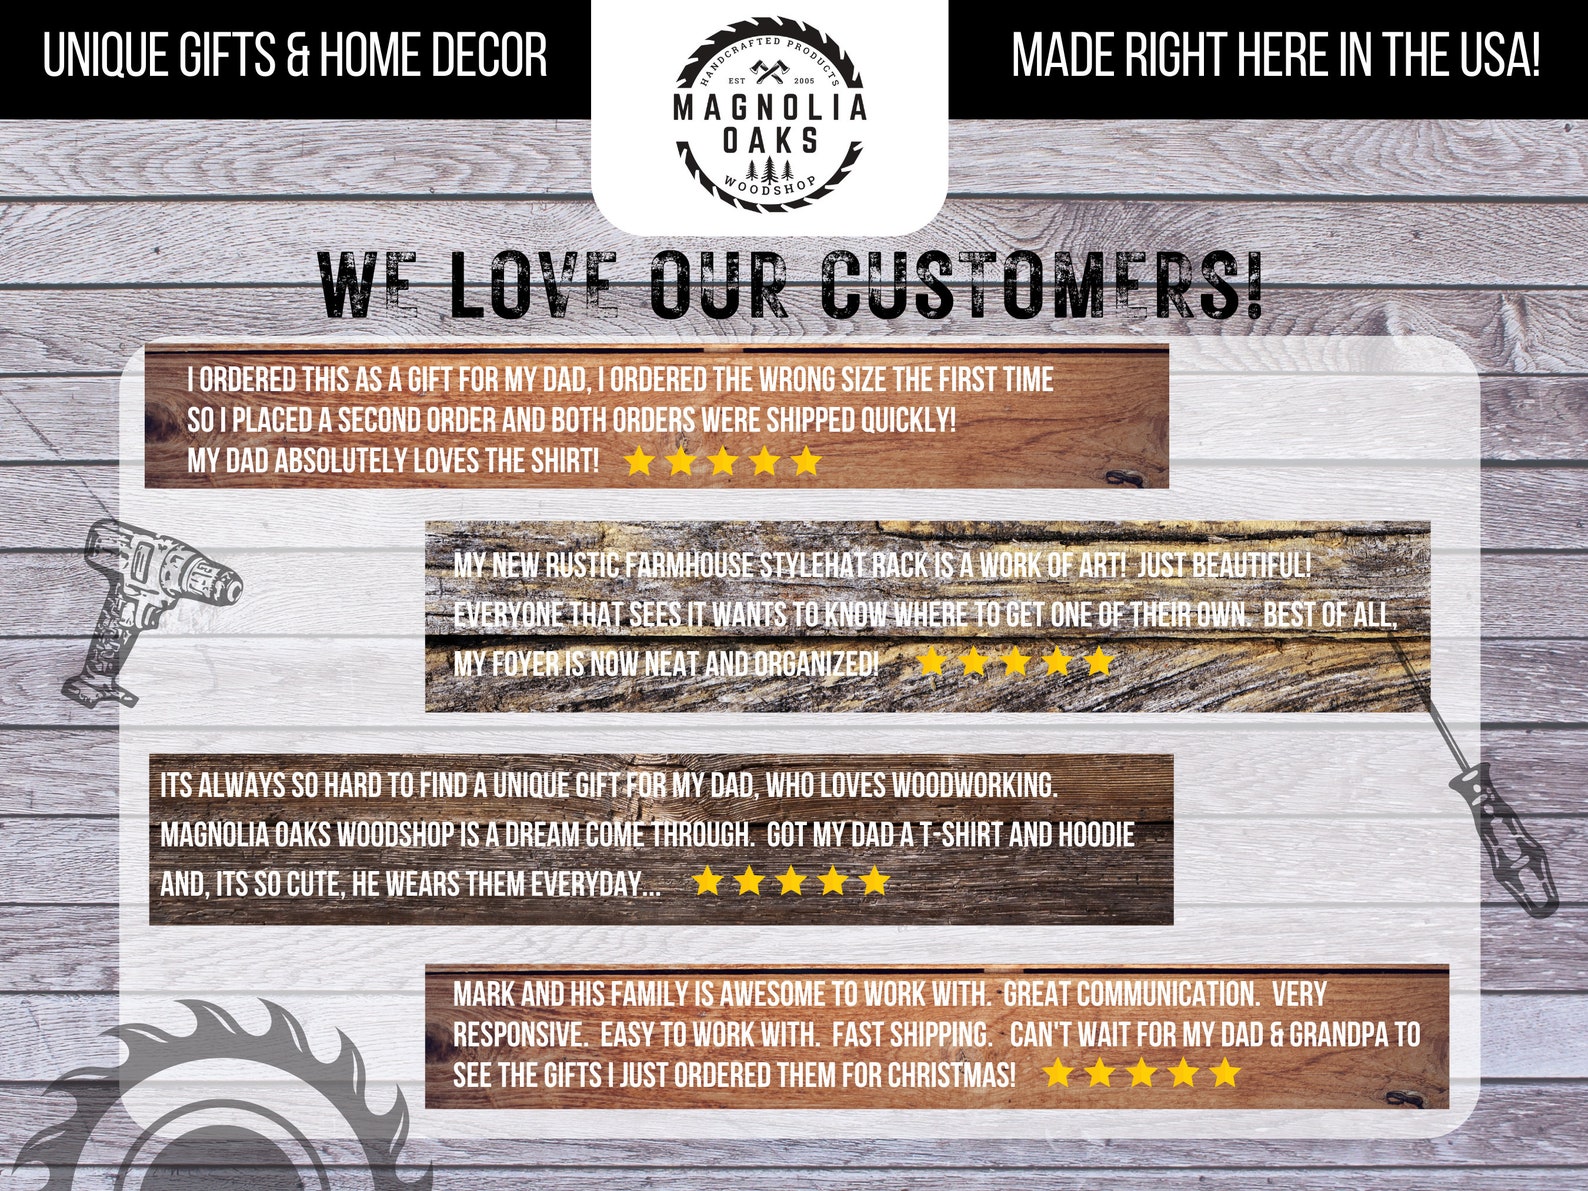 UNIQUE GIFTS & HOME DECOR
HANDCRAFTED PRODUCTS
EST 2005
MAGNOLIA
OAKS
WOODSHOP
MADE RIGHT HERE IN THE USA!
WE LOVE OUR CUSTOMERS!
I ORDERED THIS AS A GIFT FOR MY DAD, I ORDERED THE WRONG SIZE THE FIRST TIME
SO I PLACED A SECOND ORDER AND BOTH ORDERS WERE SHIPPED QUICKLY!
MY DAD ABSOLUTELY LOVES THE SHIRT!
MY NEW RUSTIC FARMHOUSE STYLEHAT RACK IS A WORK OF ART! JUST BEAUTIFUL!
EVERYONE THAT SEES IT WANTS TO KNOW WHERE TO GET ONE OF THEIR OWN. BEST OF ALL,
MY FOYER IS NOW NEAT AND ORGANIZED!
ITS ALWAYS SO HARD TO FIND A UNIQUE GIFT FOR MY DAD, WHO LOVES WOODWORKING.
MAGNOLIA OAKS WOODSHOP IS A DREAM COME THROUGH. GOT MY DAD A T-SHIRT AND HOODIE
AND, ITS SO CUTE, HE WEARS THEM EVERYDAY...
MARK AND HIS FAMILY IS AWESOME TO WORK WITH. GREAT COMMUNICATION. VERY
RESPONSIVE. EASY TO WORK WITH. FAST SHIPPING. CAN'T WAIT FOR MY DAD & GRANDPA TO
SEE THE GIFTS I JUST ORDERED THEM FOR CHRISTMAS!